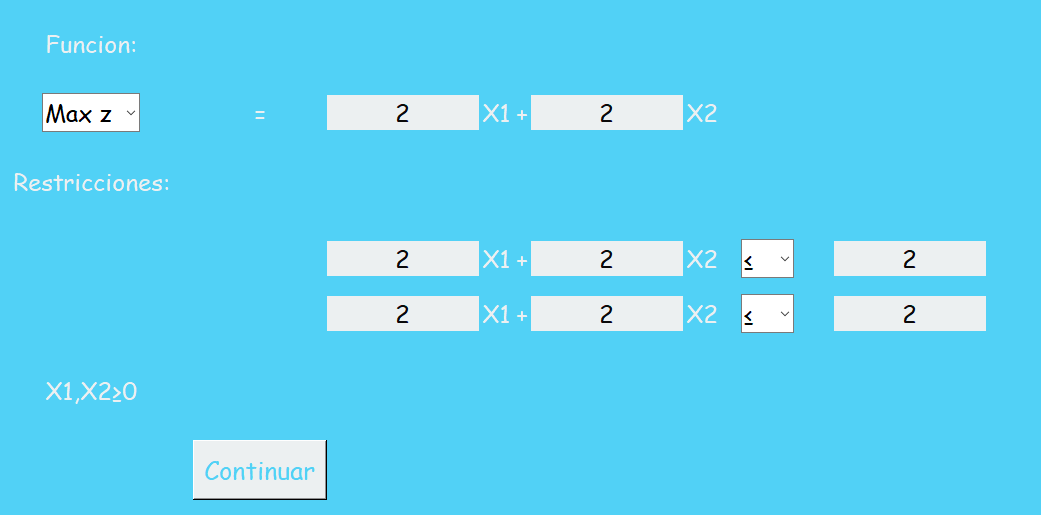 Funcion:
Max z = 2 X1 + 2 X2
Restricciones:
2 X1 + 2 X2 ≤ 2
2 X1 + 2 X2 ≤ 2
X1,X2≥0
Continuar